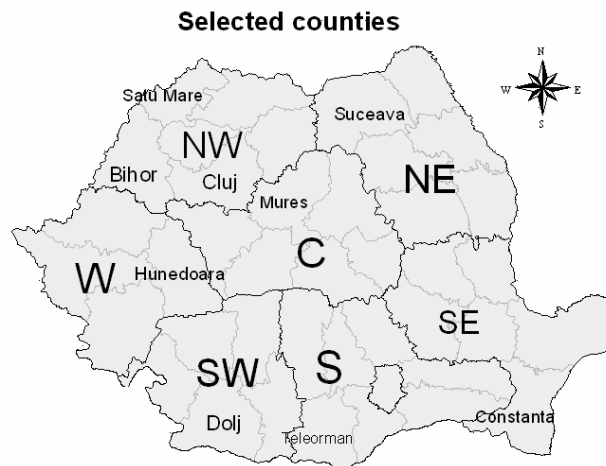 Selected counties
N
W E
S
Satu Mare
Suceava
NW
Bihor
Cluj
NE
Mures
C
W
Hunedoara
SE
SW
S
Dolj
Constanta
Teleorman